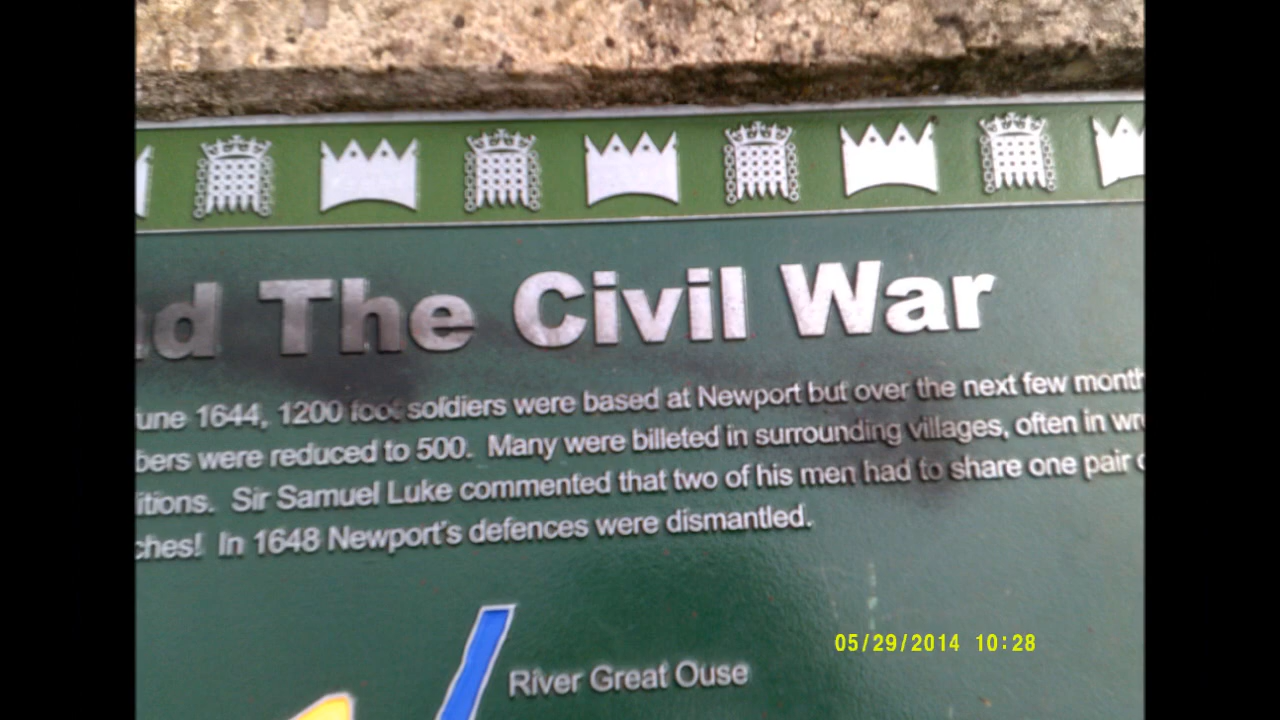 The Civil War
1644, 1200 foot soldiers were based at Newport but over the next few
were reduced to 500. Many were billeted in surrounding villages, often in
Sir Samuel Luke commented that two of his men had to share one pair
In 1648 Newport's defences were dismantled.
05/29/2014 10:28
River Great Ouse